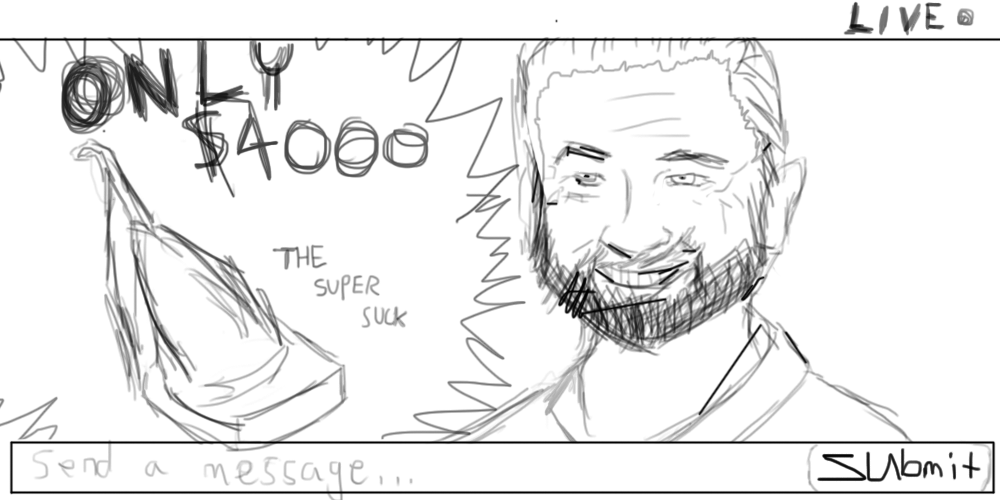 LIVE
ONLY
$4000
THE
SUPER
SUCK
Send a message...
SUbmit